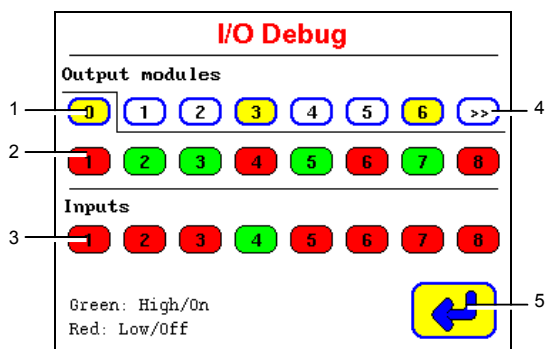 I/O Debug
Output modules
1 0 1 2 3 4 5 6 >> 4
2 1 2 3 4 5 6 7 8
Inputs
3 1 2 3 4 5 6 7 8
Green: High/On
Red: Low/Off
5